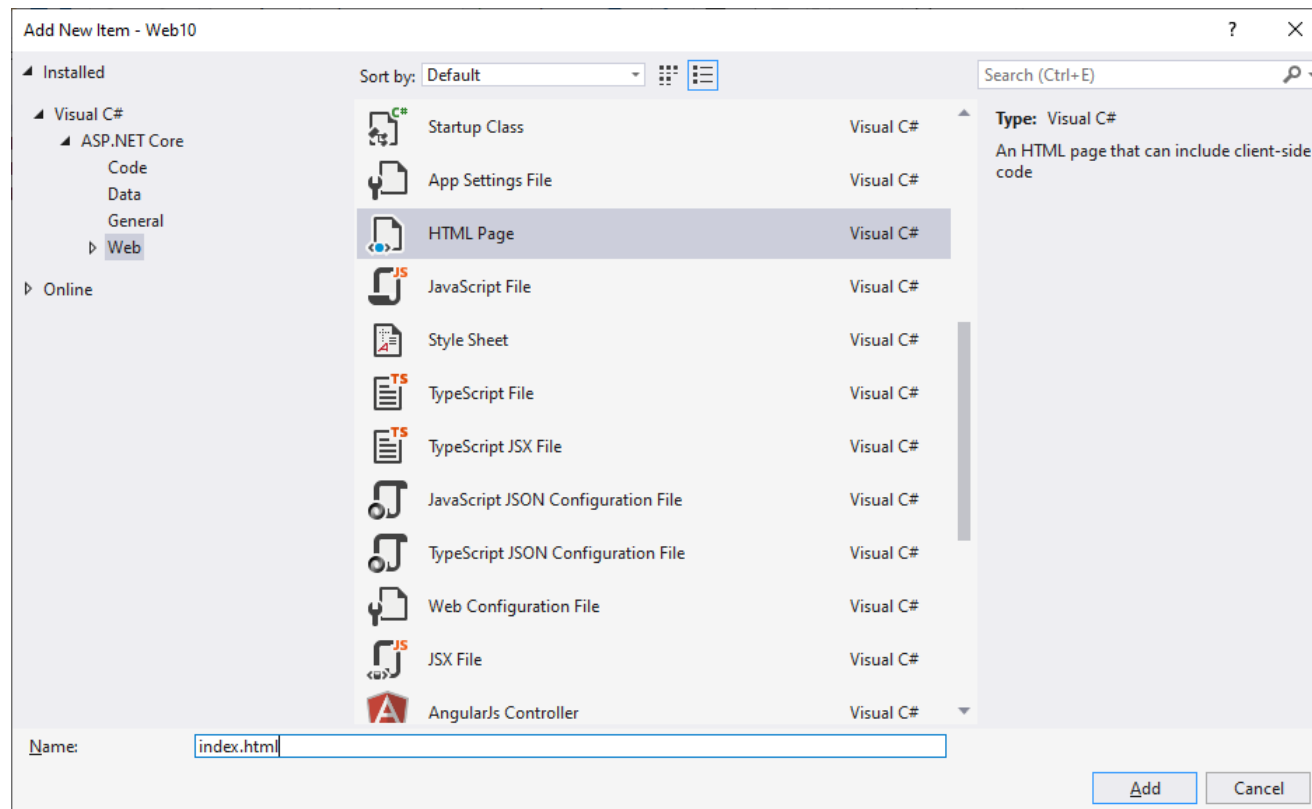 Add New Item - Web10
?
Installed
Sort by: Default
Search (Ctrl+E)
Visual C#
ASP.NET Core
Code
Data
General
Web
Online
C#
Startup Class Visual C#
App Settings File Visual C#
HTML Page Visual C#
JS
JavaScript File Visual C#
Style Sheet Visual C#
TS
TypeScript File Visual C#
TS
TypeScript JSX File Visual C#
JavaScript JSON Configuration File Visual C#
TypeScript JSON Configuration File Visual C#
Web Configuration File Visual C#
JS
JSX File Visual C#
AngularJs Controller Visual C#
Type: Visual C#
An HTML page that can include client-side
code
Name: index.html
Add Cancel